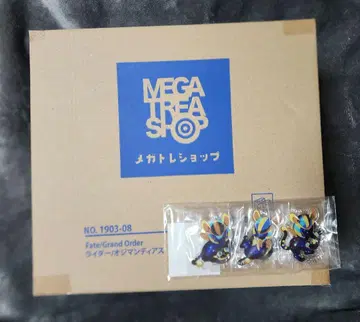 MEGA
TREA
SHOP
メガトレショップ
NO. 1903-08
Fate/Grand Order
ライダー/オジマンディアス